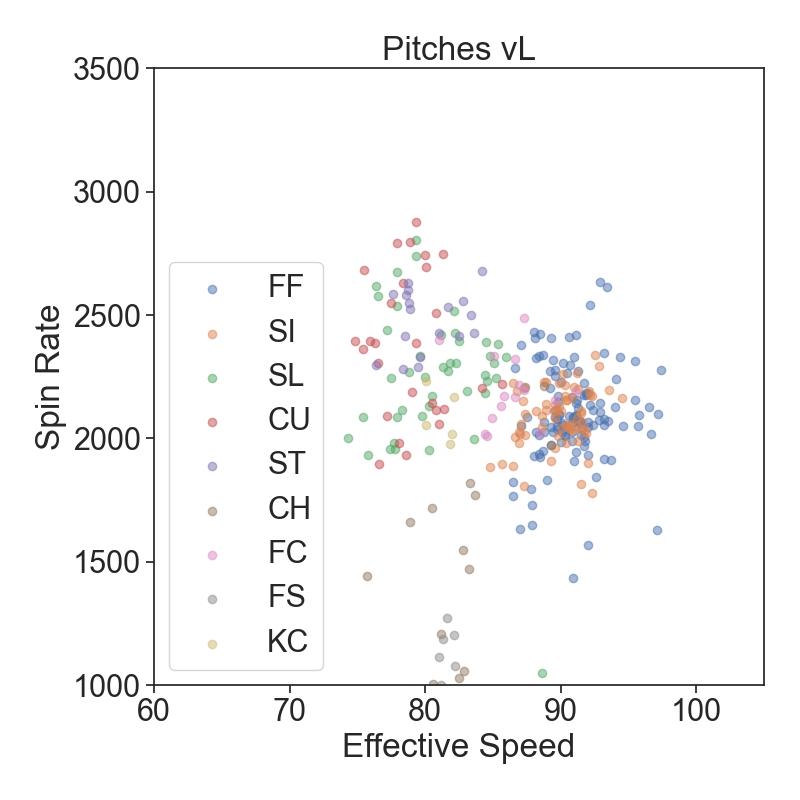 Pitches vL
3500
3000
2500
2000
1500
1000
Spin Rate
FF
SI
SL
CU
ST
CH
FC
FS
KC
60 70 80 90 100
Effective Speed